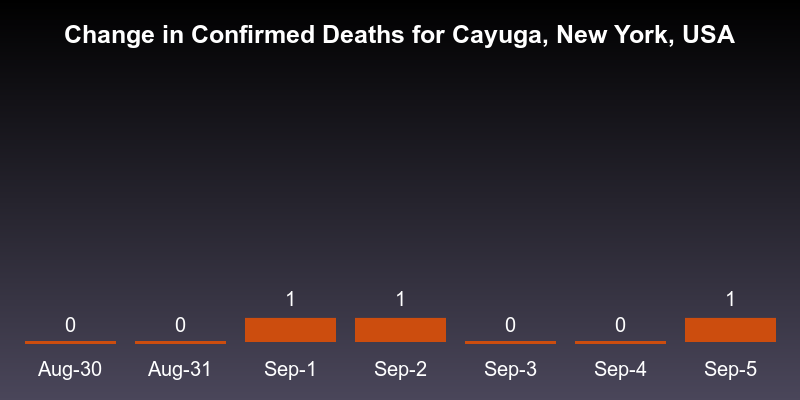 Change in Confirmed Deaths for Cayuga, New York, USA
1 1 1
0 0 0 0
Aug-30 Aug-31 Sep-1 Sep-2 Sep-3 Sep-4 Sep-5